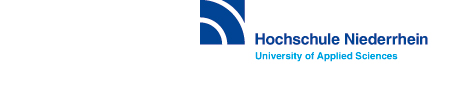 Hochschule Niederrhein
University of Applied Sciences